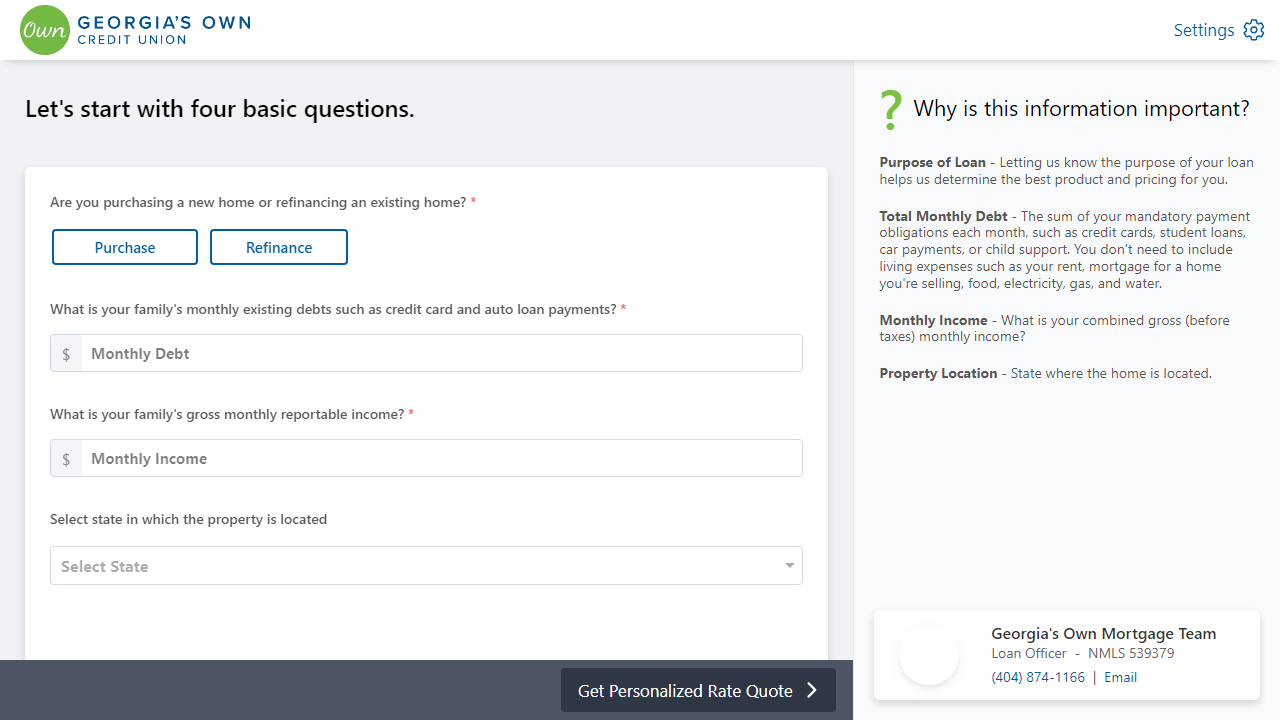 Own
GEORGIA'S OWN
CREDIT UNION
Settings
Let's start with four basic questions.
Are you purchasing a new home or refinancing an existing home? *
Purchase
Refinance
What is your family's monthly existing debts such as credit card and auto loan payments? *
$ Monthly Debt
What is your family's gross monthly reportable income? *
$ Monthly Income
Select state in which the property is located
Select State
Get Personalized Rate Quote
? Why is this information important?
Purpose of Loan - Letting us know the purpose of your loan
helps us determine the best product and pricing for you.
Total Monthly Debt - The sum of your mandatory payment
obligations each month, such as credit cards, student loans,
car payments, or child support. You don't need to include
living expenses such as your rent, mortgage for a home
you're selling, food, electricity, gas, and water.
Monthly Income - What is your combined gross (before
taxes) monthly income?
Property Location - State where the home is located.
Georgia's Own Mortgage Team
Loan Officer - NMLS 539379
(404) 874-1166 | Email